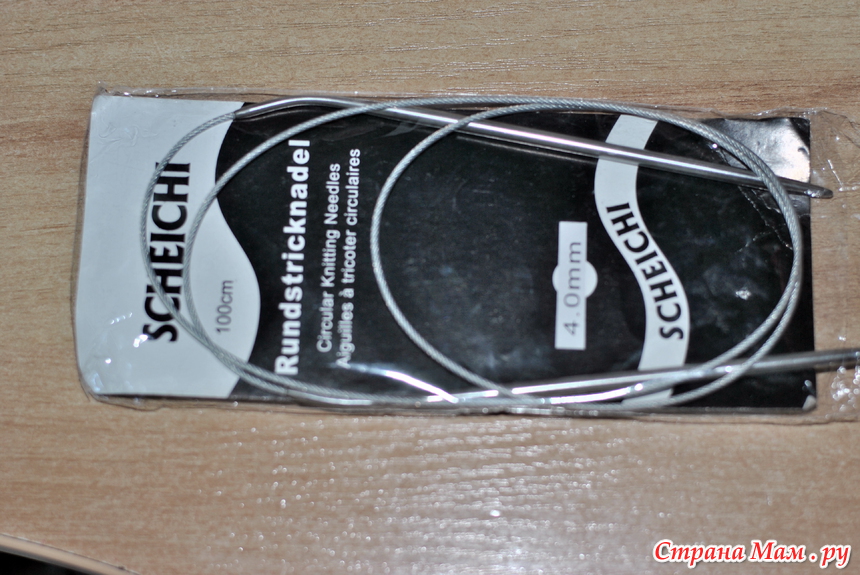 SCHEICHI
100cm
Rundstricknadel
Circular Knitting Needles
Aiguilles à tricoter circulaires
4.0mm
SCHEICHI
Страна Мам.ру